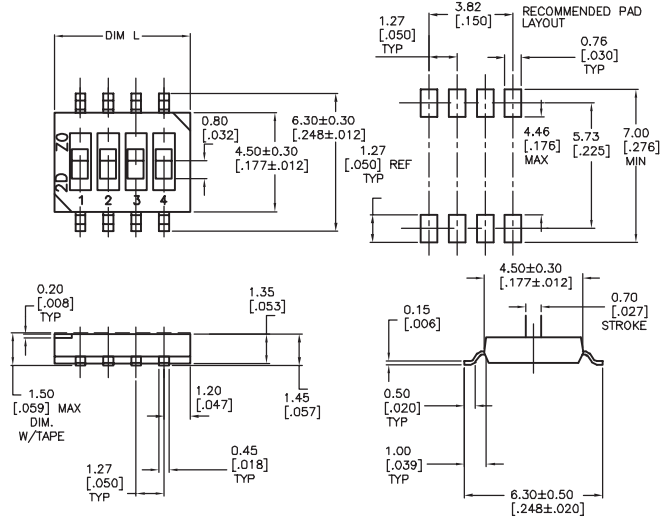 DIM L
ON
2D
1 2 3 4
0.80
[.032]
4.50±0.30
[.177±.012]
6.30±0.30
[.248±.012]
1.27
[.050]
TYP
3.82
[.150]
RECOMMENDED PAD
LAYOUT
0.76
[.030]
TYP
1.27
[.050] REF
TYP
4.46
[.176]
MAX
5.73
[.225]
7.00
[.276]
MIN
0.20
[.008]
TYP
1.35
[.053]
1.50
[.059] MAX
DIM.
W/TAPE
1.20
[.047]
1.45
[.057]
0.45
[.018]
TYP
1.27
[.050]
TYP
4.50±0.30
[.177±.012]
0.15
[.006]
0.70
[.027]
STROKE
0.50
[.020]
TYP
1.00
[.039]
TYP
6.30±0.50
[.248±.020]